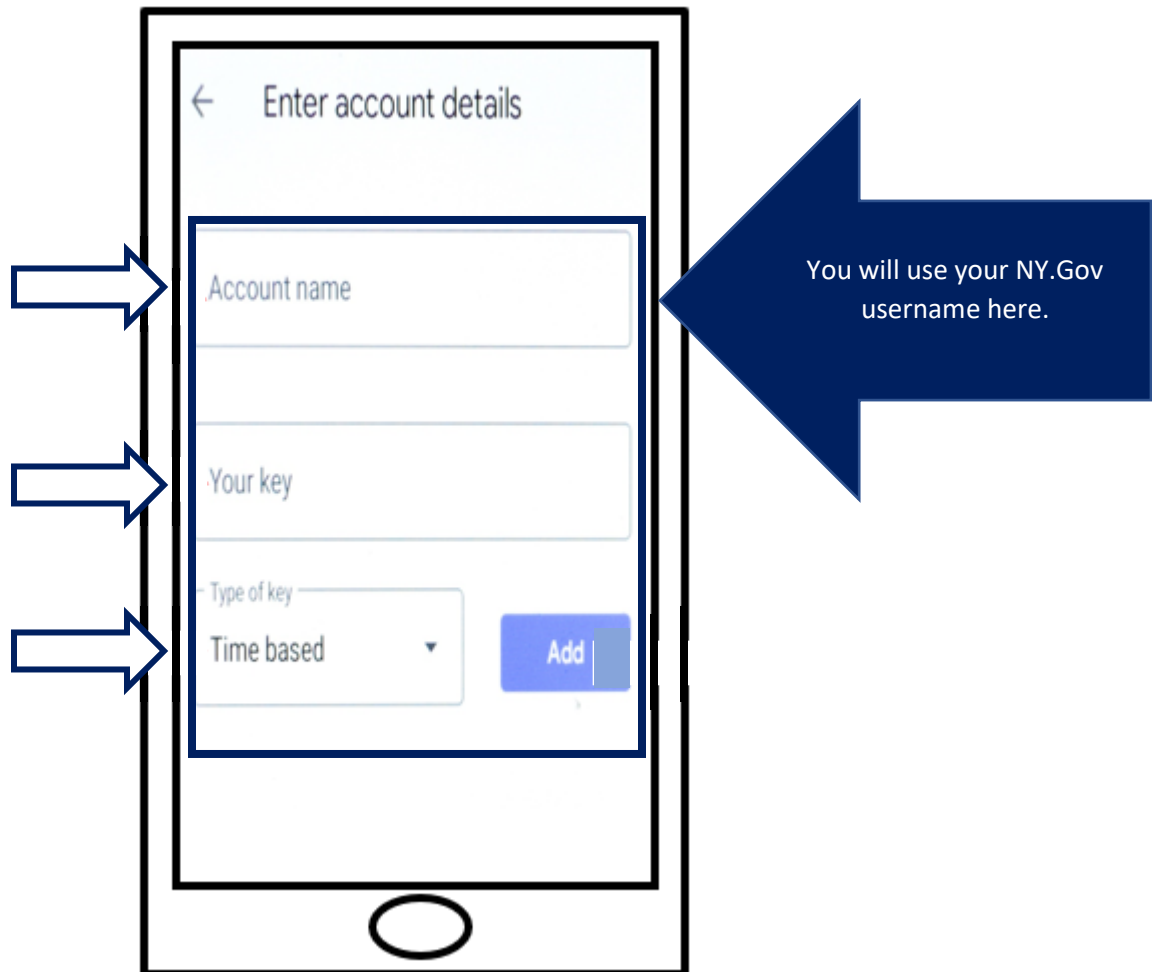 Enter account details
Account name
You will use your NY.Gov
username here.
Your key
Type of key
Time based
Add